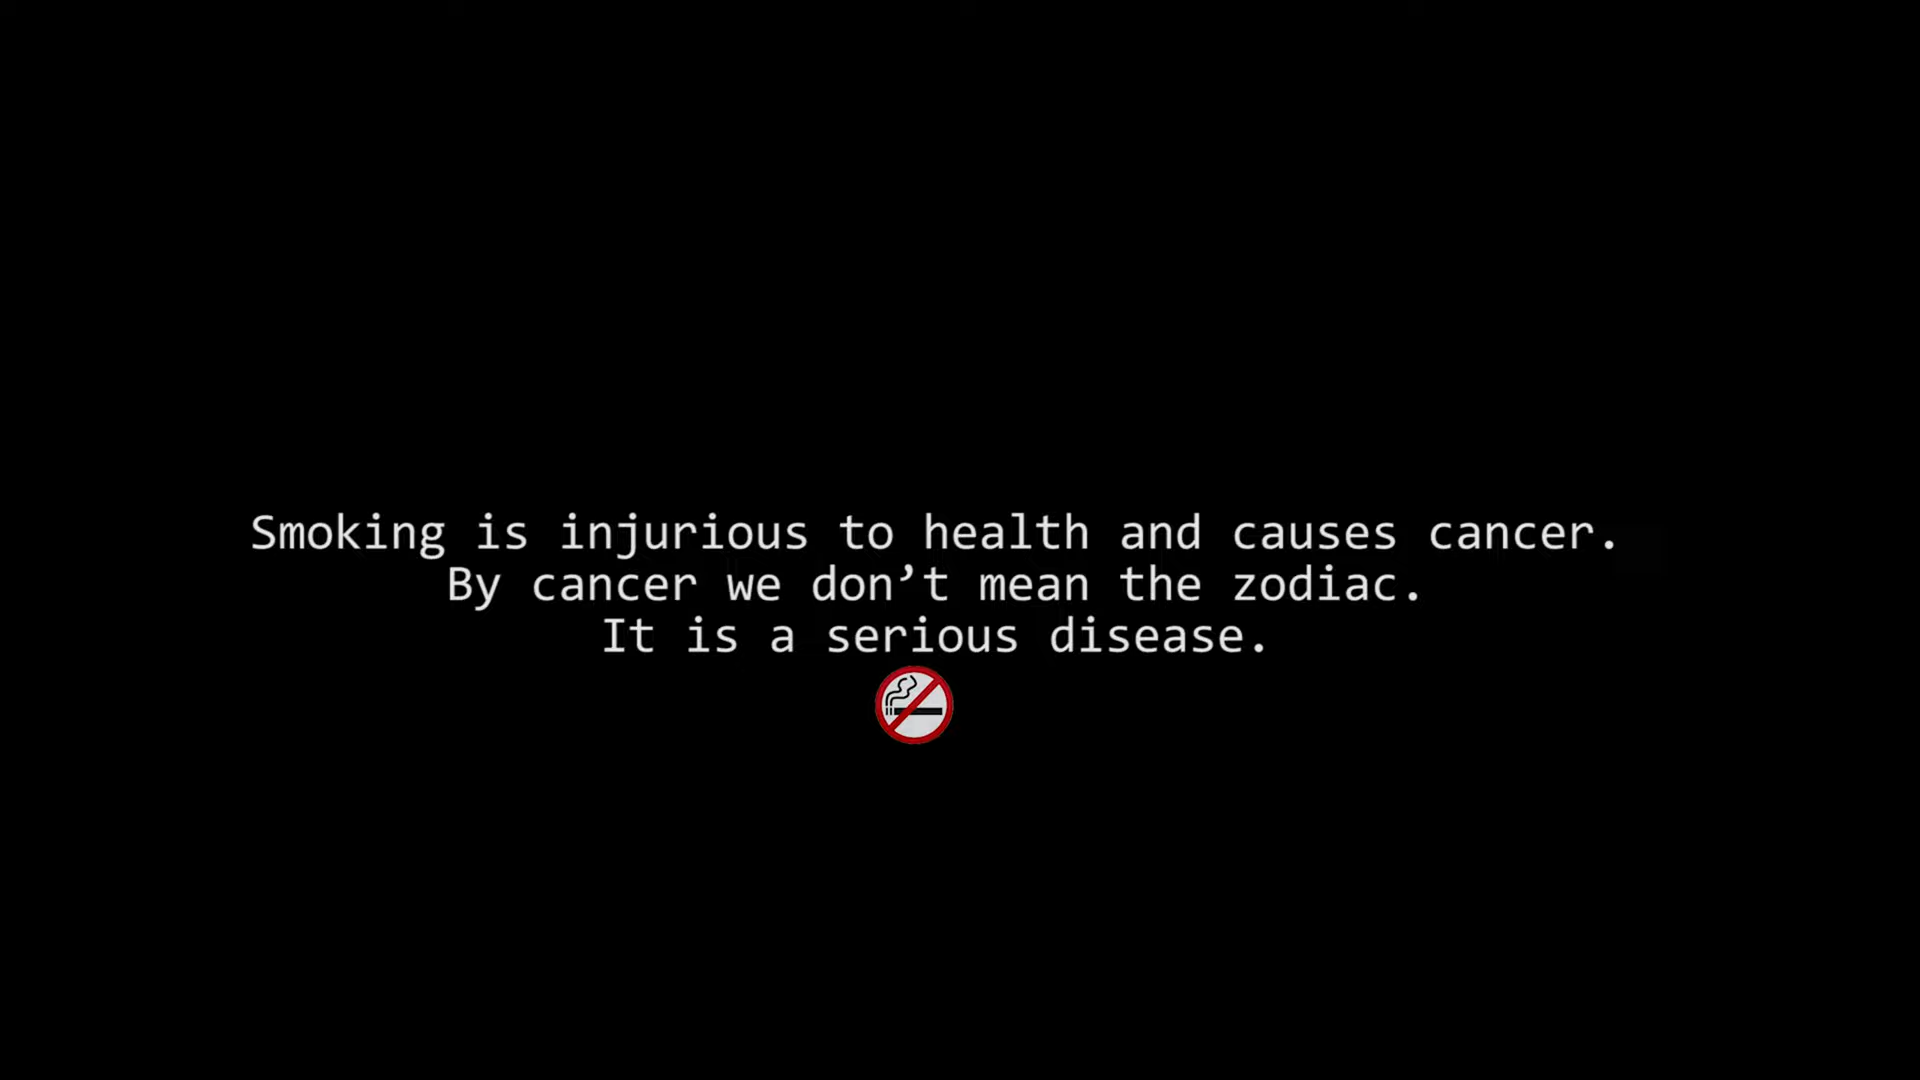 Smoking is injurious to health and causes cancer.
By cancer we don’t mean the zodiac.
It is a serious disease.